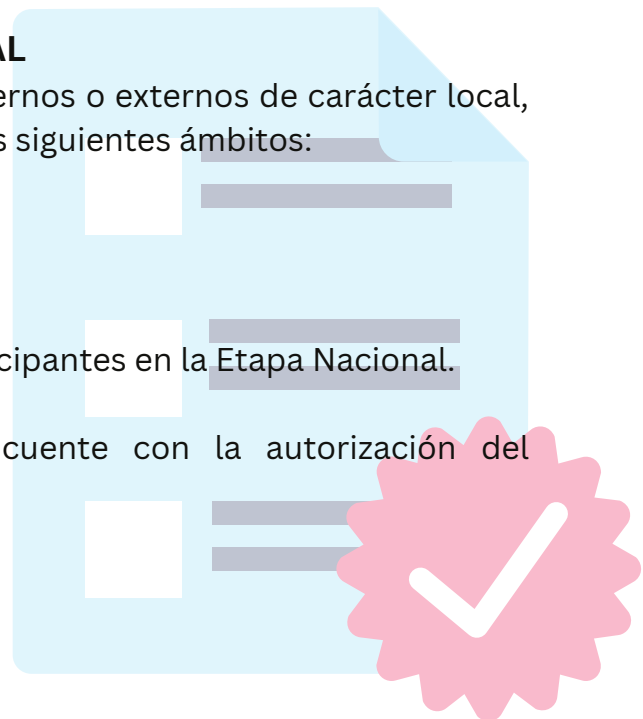 AL
ernos o externos de carácter local,
s siguientes ámbitos:
cipantes en la Etapa Nacional.
cuente con la autorización del